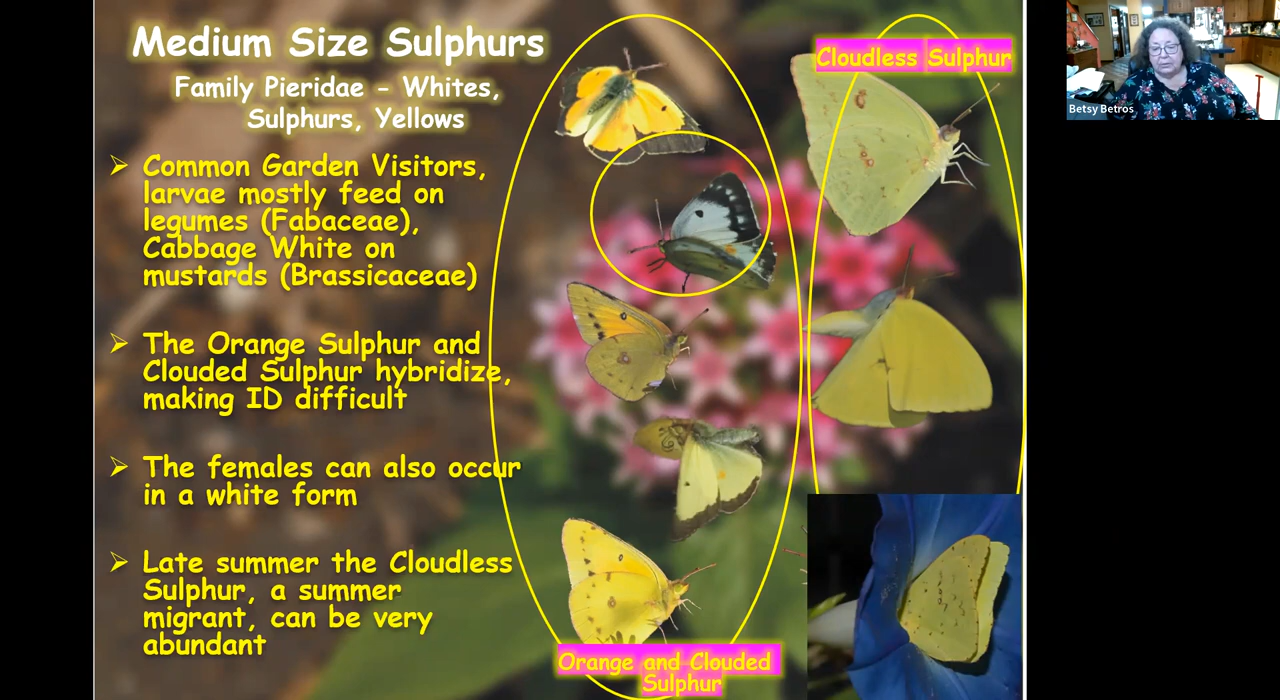 Medium Size Sulphurs
Family Pieridae - Whites,
Sulphurs, Yellows
Common Garden Visitors,
larvae mostly feed on
legumes (Fabaceae),
Cabbage White on
mustards (Brassicaceae)
The Orange Sulphur and
Clouded Sulphur hybridize,
making ID difficult
The females can also occur
in a white form
Late summer the Cloudless
Sulphur, a summer
migrant, can be very
abundant
Cloudless Sulphur
Orange and Clouded
Sulphur
Betsy Betros